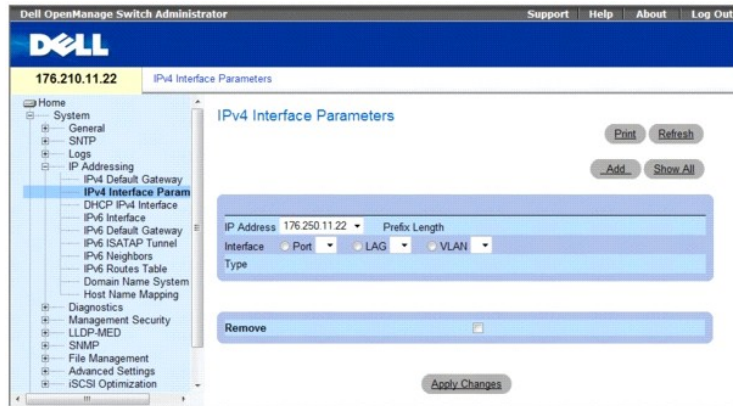 Dell OpenManage Switch Administrator
Support Help About Log Out
DELL
176.210.11.22 IPv4 Interface Parameters
Home
System
General
SNTP
Logs
IP Addressing
IPv4 Default Gateway
IPv4 Interface Param
DHCP IPv4 Interface
IPv6 Interface
IPv6 Default Gateway
IPv6 ISATAP Tunnel
IPv6 Neighbors
IPv6 Routes Table
Domain Name System
Host Name Mapping
Diagnostics
Management Security
LLDP-MED
SNMP
File Management
Advanced Settings
iSCSI Optimization
IPv4 Interface Parameters
Print Refresh
Add Show All
IP Address 176.250.11.22 Prefix Length
Interface Port LAG VLAN
Type
Remove
Apply Changes